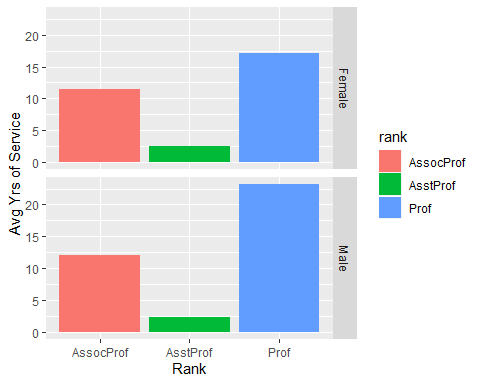 Avg Yrs of Service
20
15
10
5
0
Female
20
15
10
5
0
Male
AssocProf AsstProf Prof
Rank
rank
AssocProf
AsstProf
Prof